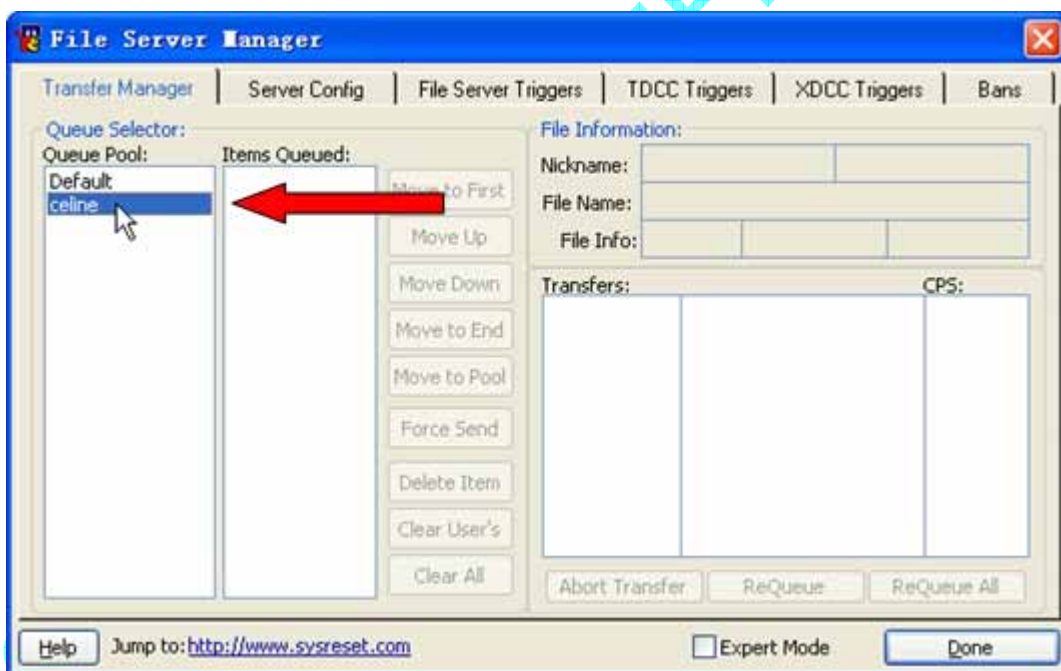 File Server Manager
Transfer Manager
Server Config
File Server Triggers
TDCC Triggers
XDCC Triggers
Bans
Queue Selector:
Queue Pool:
Items Queued:
Default
celine
Move to First
Move Up
Move Down
Move to End
Move to Pool
Force Send
Delete Item
Clear User's
Clear All
File Information:
Nickname:
File Name:
File Info:
Transfers:
CPS:
Abort Transfer
ReQueue
ReQueue All
Help
Jump to: http://www.sysreset.com
Expert Mode
Done